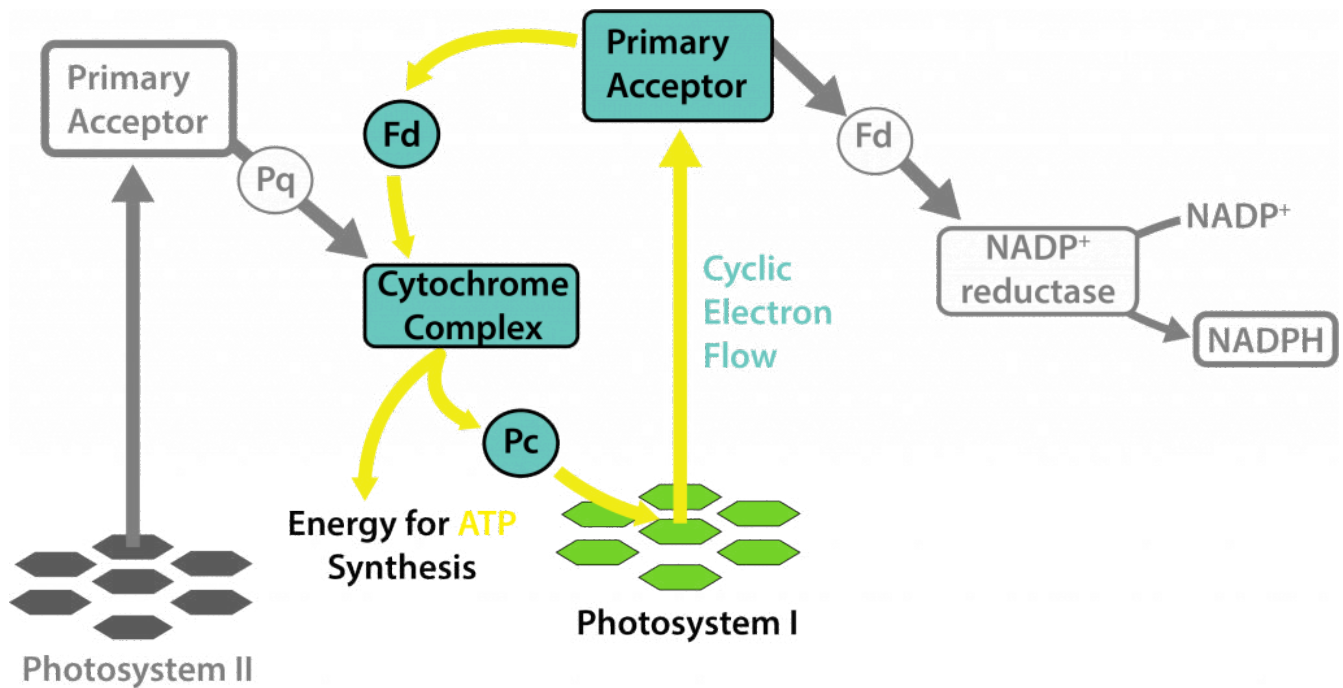 Primary
Acceptor
Pq
Photosystem II
Fd
Cytochrome
Complex
Pc
Energy for ATP
Synthesis
Primary
Acceptor
Cyclic
Electron
Flow
Photosystem I
Fd
NADP⁺
reductase
NADP⁺
NADPH